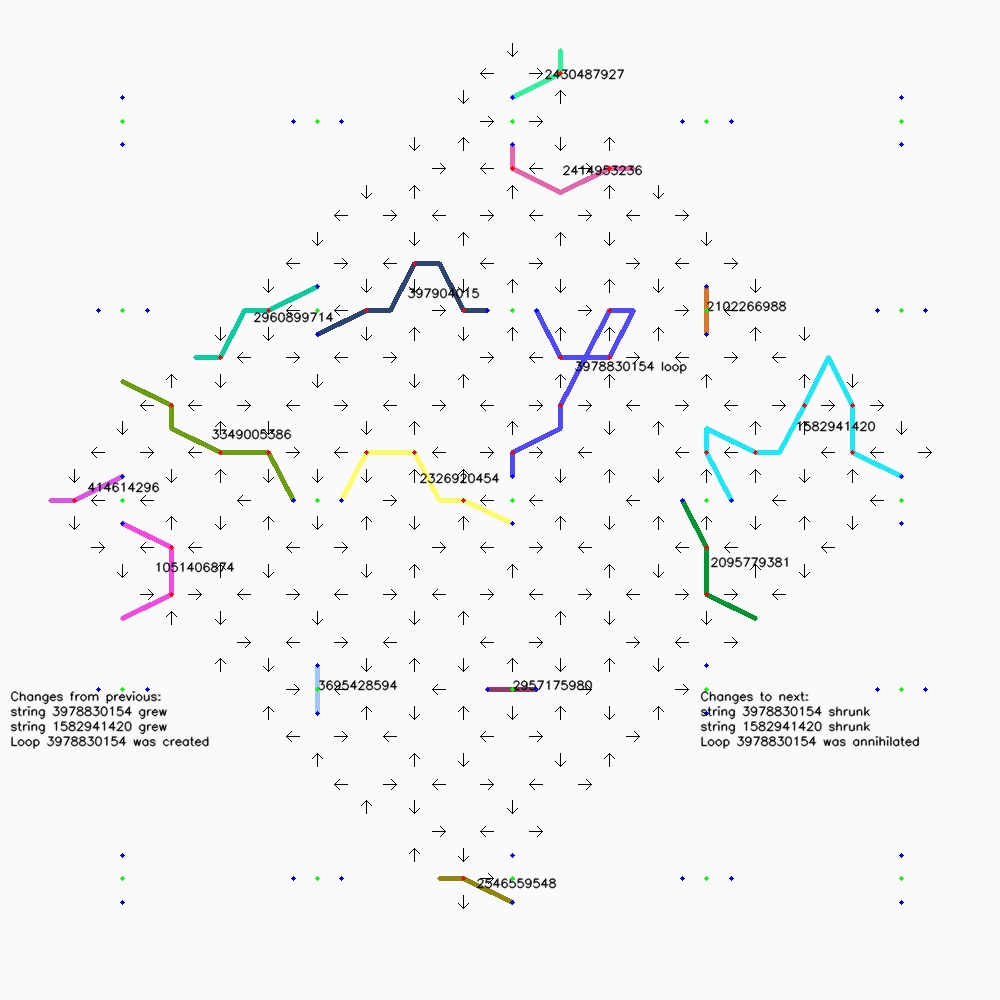 2430487927
2414953236
397904015
2102266988
2960899714
3978830154 loop
1582941420
3349005386
2326920454
414614296
2095779381
1051406874
3695428594
2957175980
Changes from previous:
string 3978830154 grew
string 1582941420 grew
Loop 3978830154 was created
Changes to next:
string 3978830154 shrunk
string 1582941420 shrunk
Loop 3978830154 was annihilated
2546559548